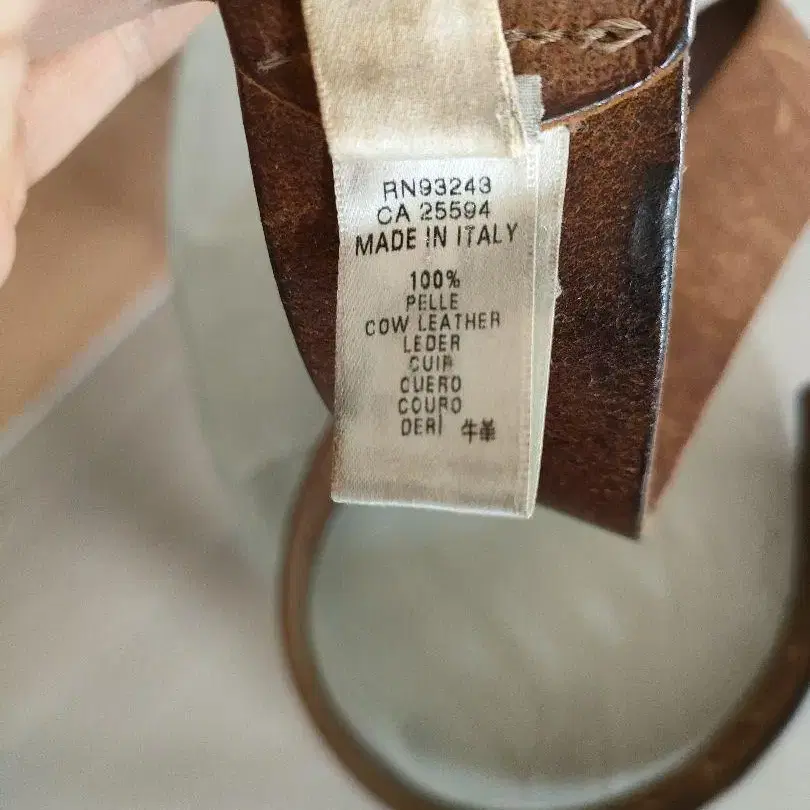 RN93243
CA 25594
MADE IN ITALY
100%
PELLE
COW LEATHER
LEDER
CUIR
CUERO
COURO
DERI 牛革